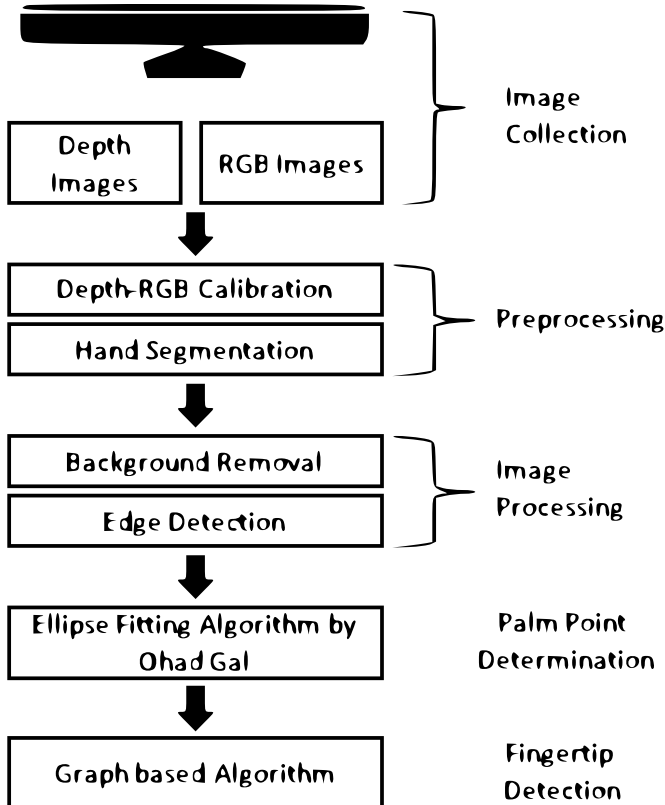 Image
Collection
Depth
Images
RGB Images
Depth-RGB Calibration
Hand Segmentation
Preprocessing
Background Removal
Edge Detection
Image
Processing
Ellipse Fitting Algorithm by
Ohad Gal
Palm Point
Determination
Graph based Algorithm
Fingertip
Detection